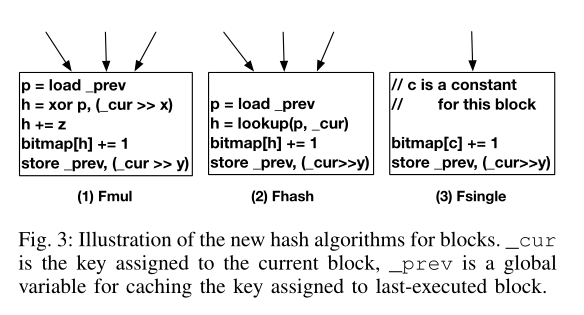 p = load _prev
h = xor p, (_cur >> x)
h += z
bitmap[h] += 1
store _prev, (_cur >> y)
(1) Fmul
p = load _prev
h = lookup(p, _cur)
bitmap[h] += 1
store _prev, (_cur>>y)
(2) Fhash
// c is a constant
// for this block
bitmap[c] += 1
store _prev, (_cur>>y)
(3) Fsingle
Fig. 3: Illustration of the new hash algorithms for blocks. _cur
is the key assigned to the current block, _prev is a global
variable for caching the key assigned to last-executed block.